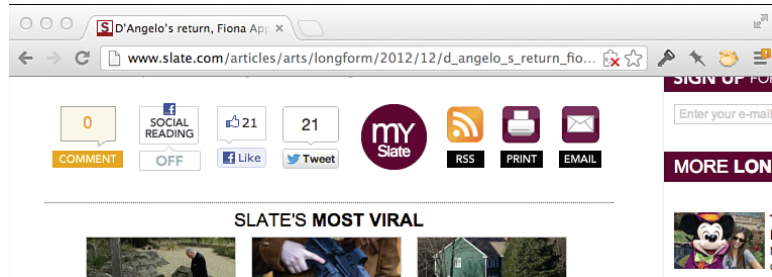 S D'Angelo's return, Fiona App
www.slate.com/articles/arts/longform/2012/12/d_angelo_s_return_fio...
SIGN UP FO
Enter your e-mail
0
COMMENT
SOCIAL
READING
OFF
21
Like
21
Tweet
my
Slate
RSS
PRINT
EMAIL
MORE LON
SLATE'S MOST VIRAL